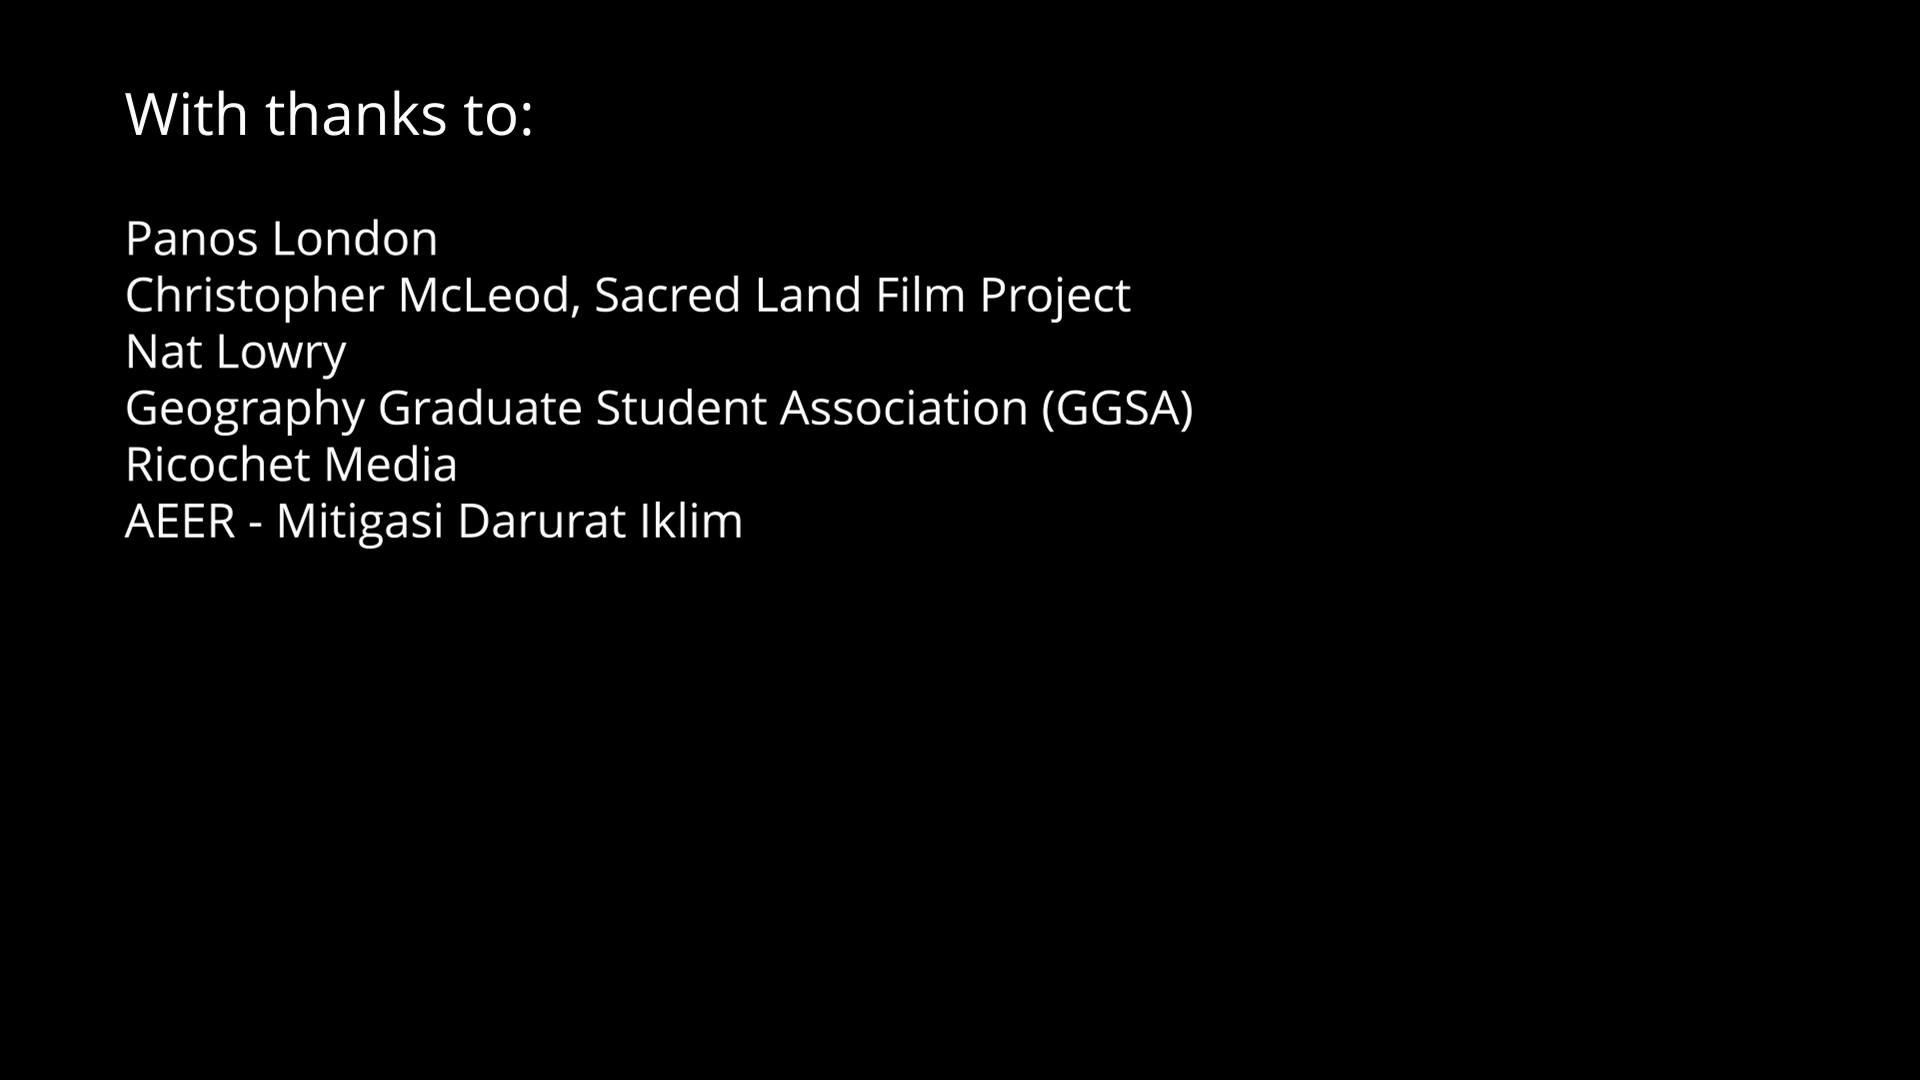 With thanks to:
Panos London
Christopher McLeod, Sacred Land Film Project
Nat Lowry
Geography Graduate Student Association (GGSA)
Ricochet Media
AEER - Mitigasi Darurat Iklim